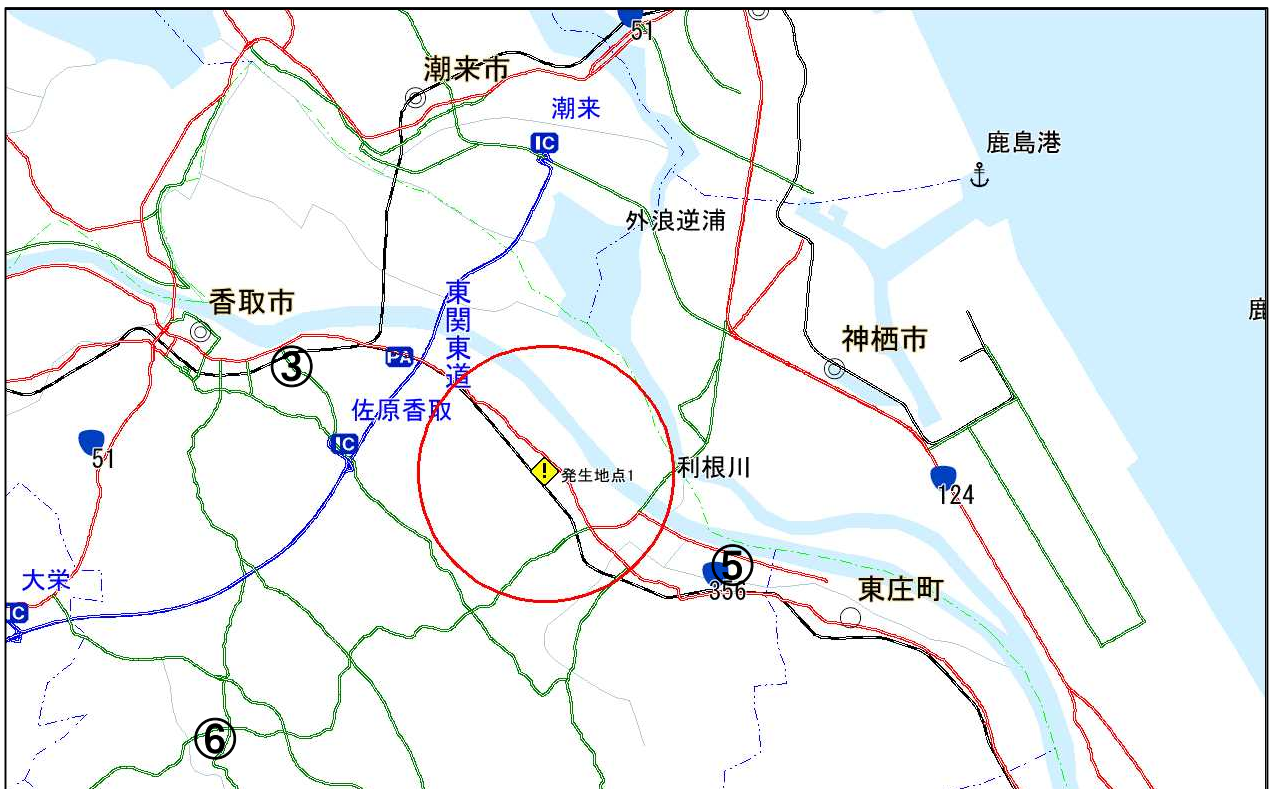 51
潮来市
潮来
IC
鹿島港
外浪逆浦
香取市
東関東道
神栖市
③
PA
佐原香取
IC
51
発生地点1
利根川
124
⑤
356
大栄
IC
東庄町
⑥
鹿